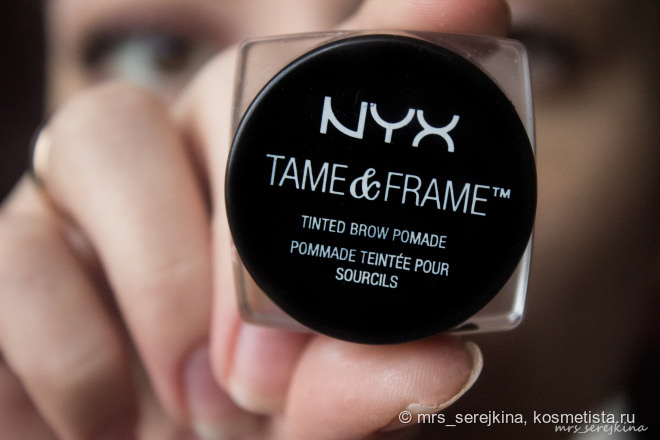 NYX
TAME&FRAME™
TINTED BROW POMADE
POMMADE TEINTÉE POUR
SOURCILS
© mrs_serejkina, kosmetista.ru
mrs_serejkina